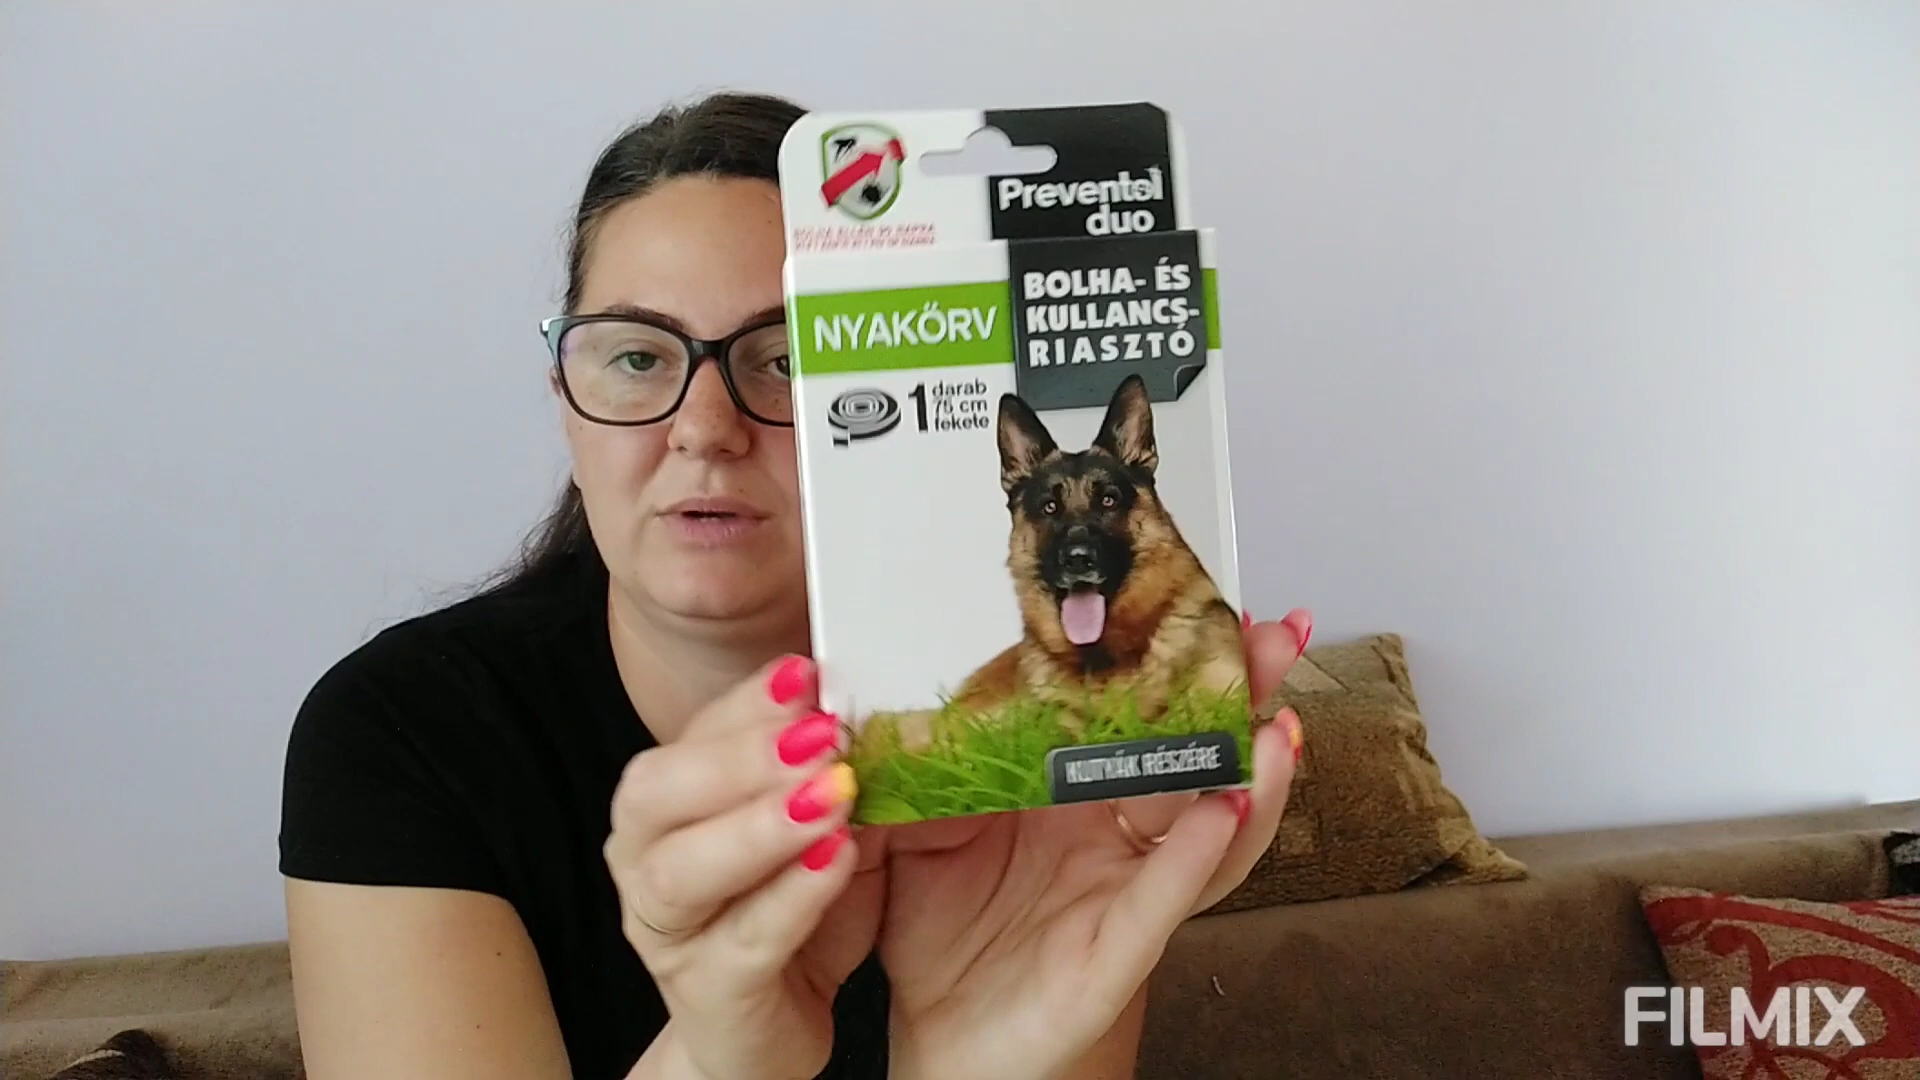 Preventol
duo
NYAKÖRV
BOLHA- ÉS
KULLANCS-
RIASZTÓ
1 darab
75 cm
fekete
KUTYÁK RÉSZÉRE
FILMIX